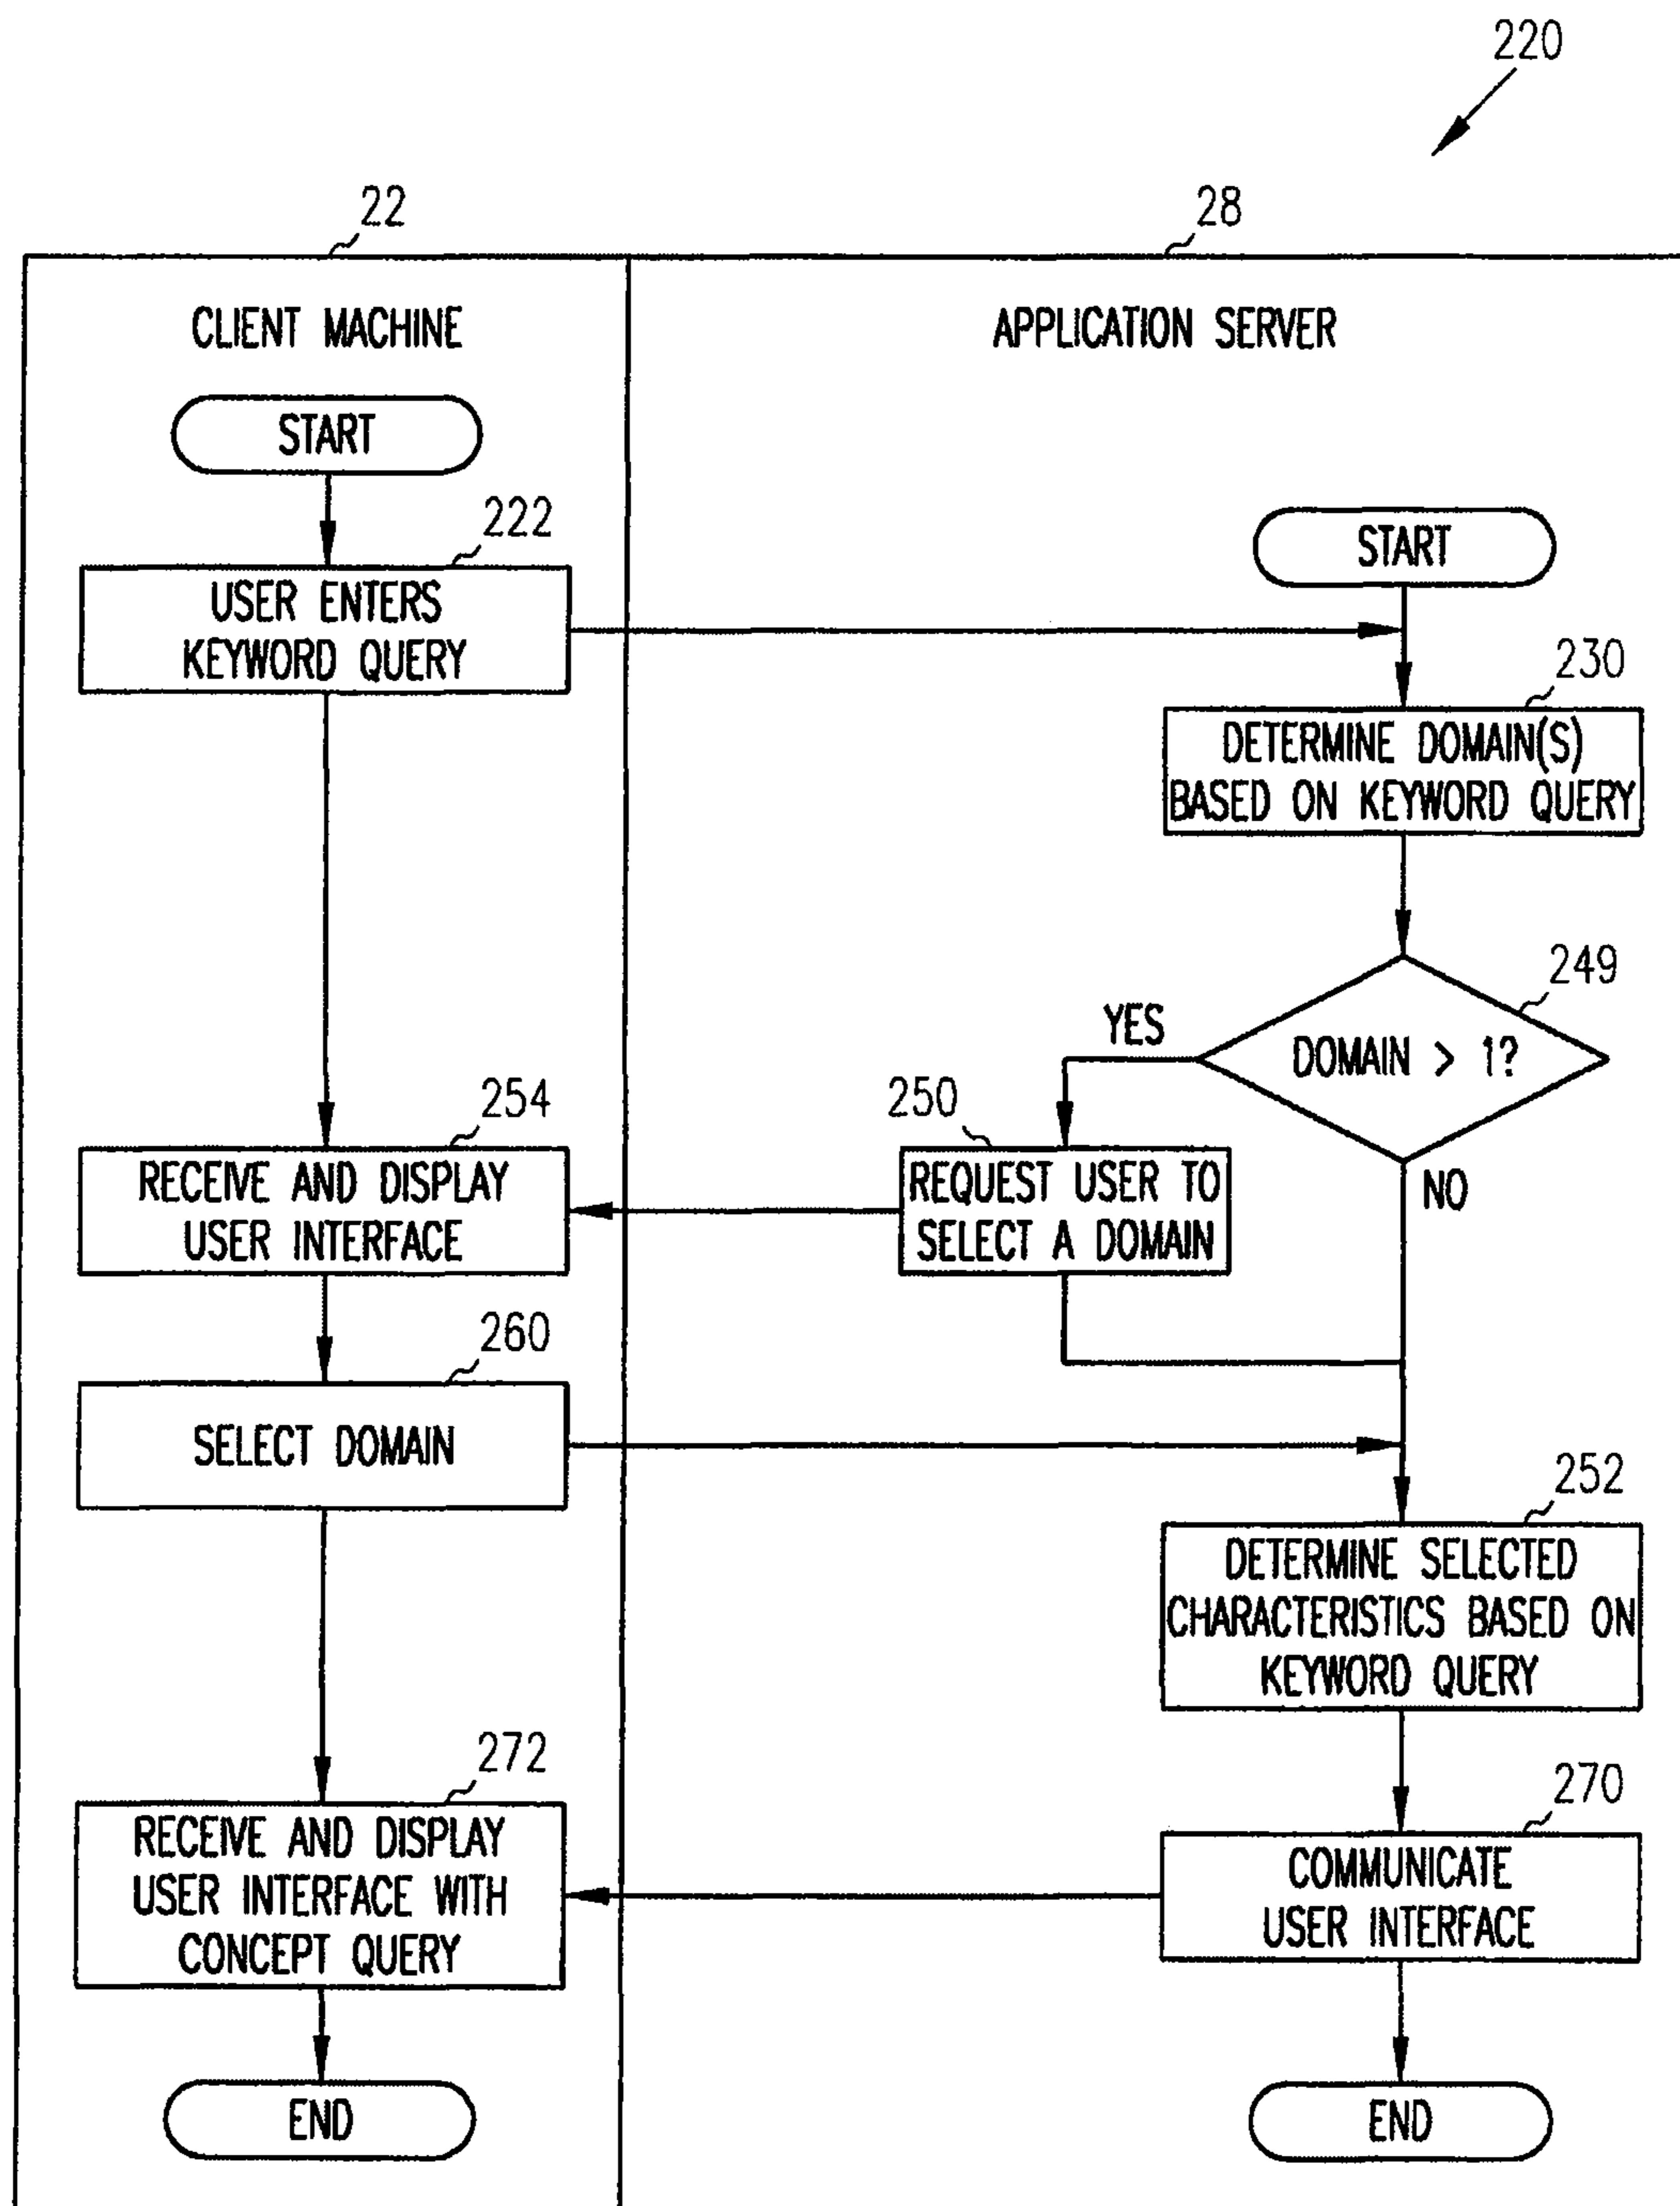 220
22
28
CLIENT MACHINE
APPLICATION SERVER
START
222
USER ENTERS
KEYWORD QUERY
START
230
DETERMINE DOMAIN(S)
BASED ON KEYWORD QUERY
249
DOMAIN > 1?
YES
NO
250
REQUEST USER TO
SELECT A DOMAIN
254
RECEIVE AND DISPLAY
USER INTERFACE
260
SELECT DOMAIN
252
DETERMINE SELECTED
CHARACTERISTICS BASED ON
KEYWORD QUERY
270
COMMUNICATE
USER INTERFACE
272
RECEIVE AND DISPLAY
USER INTERFACE WITH
CONCEPT QUERY
END
END